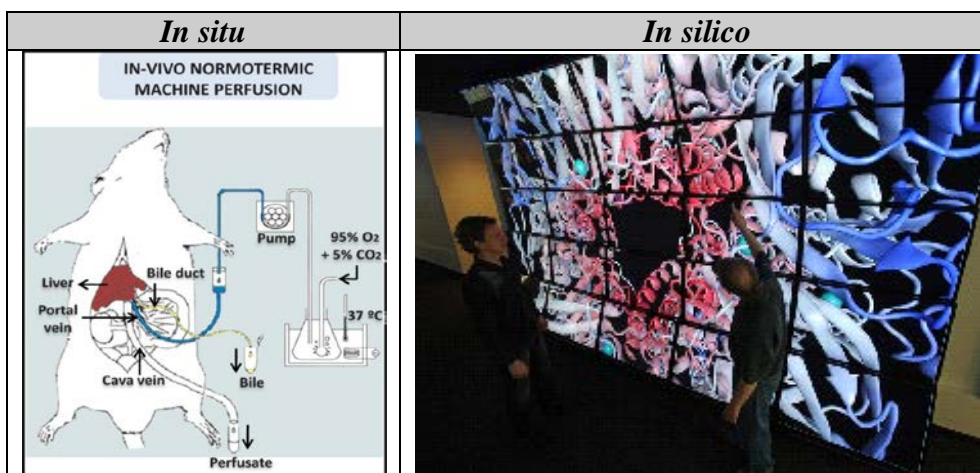 In situ
In silico
IN-VIVO NORMOTERMIC
MACHINE PERFUSION
Pump
95% O₂
+ 5% CO₂
Bile duct
Liver
Portal
vein
37 ºC
Cava vein
Bile
Perfusate